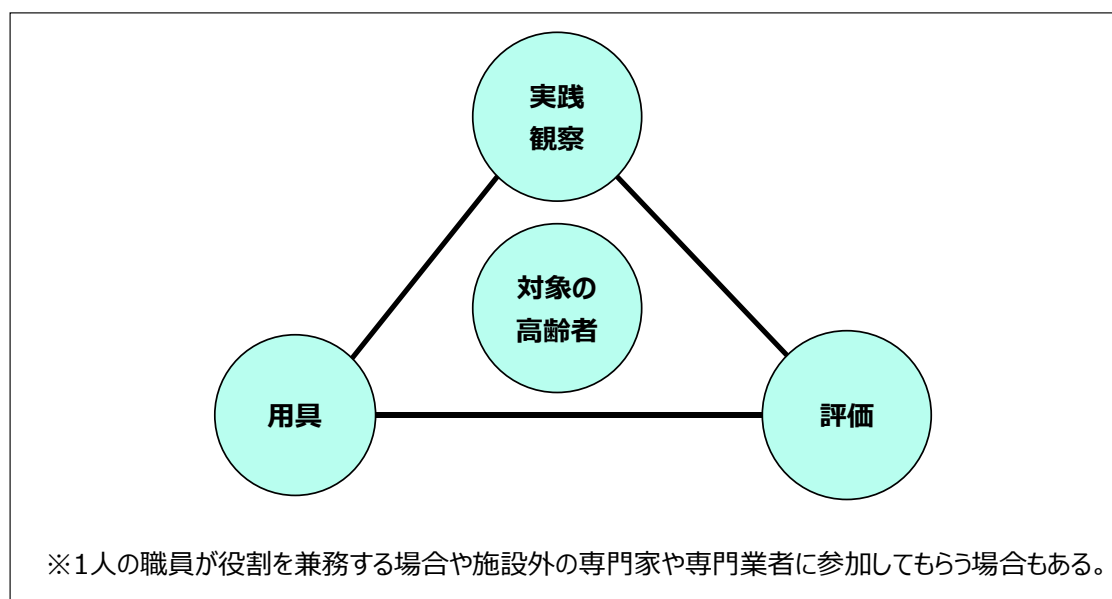 実践
観察
対象の
高齢者
用具
評価
※1人の職員が役割を兼務する場合や施設外の専門家や専門業者に参加してもらう場合もある。